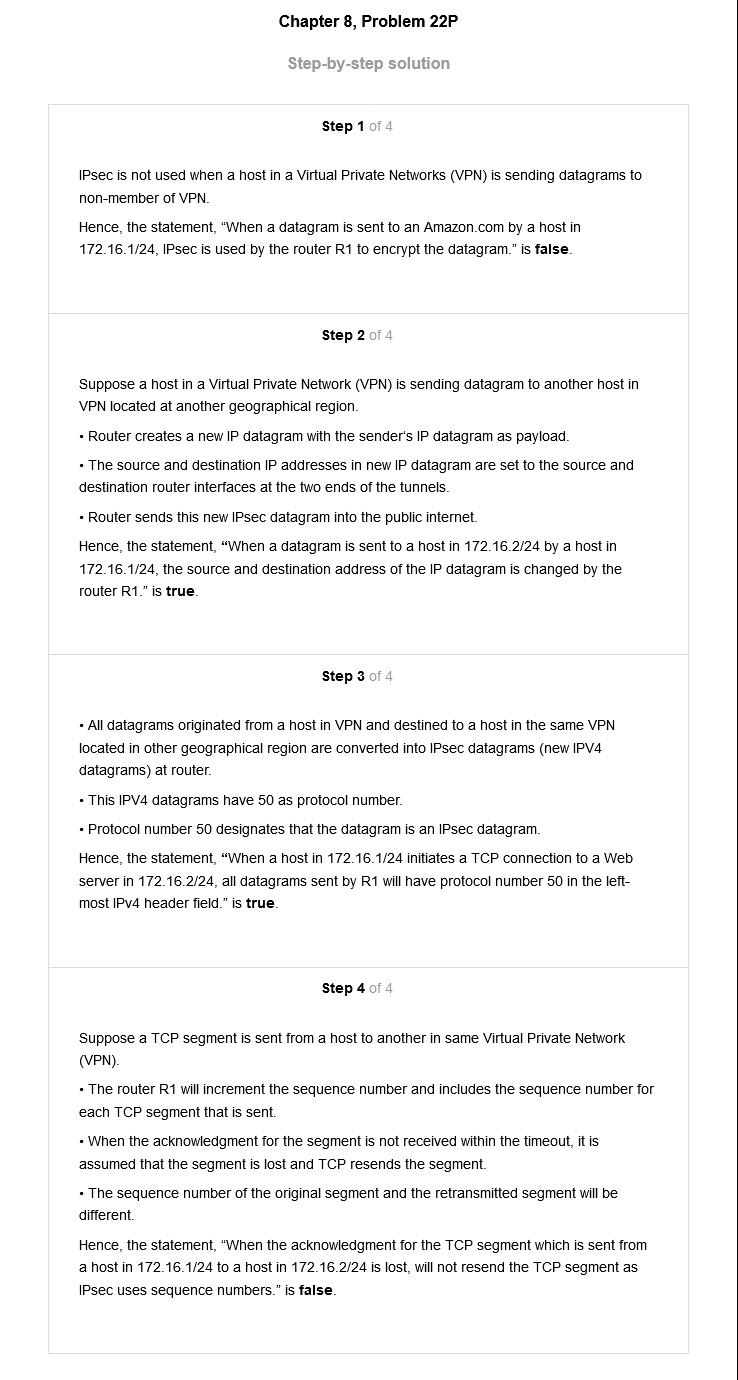 Chapter 8, Problem 22P
Step-by-step solution
Step 1 of 4
IPsec is not used when a host in a Virtual Private Networks (VPN) is sending datagrams to
non-member of VPN.
Hence, the statement, “When a datagram is sent to an Amazon.com by a host in
172.16.1/24, IPsec is used by the router R1 to encrypt the datagram.” is false.
Step 2 of 4
Suppose a host in a Virtual Private Network (VPN) is sending datagram to another host in
VPN located at another geographical region.
• Router creates a new IP datagram with the sender's IP datagram as payload.
• The source and destination IP addresses in new IP datagram are set to the source and
destination router interfaces at the two ends of the tunnels.
• Router sends this new IPsec datagram into the public internet.
Hence, the statement, “When a datagram is sent to a host in 172.16.2/24 by a host in
172.16.1/24, the source and destination address of the IP datagram is changed by the
router R1.” is true.
Step 3 of 4
• All datagrams originated from a host in VPN and destined to a host in the same VPN
located in other geographical region are converted into IPsec datagrams (new IPV4
datagrams) at router.
• This IPV4 datagrams have 50 as protocol number.
• Protocol number 50 designates that the datagram is an IPsec datagram.
Hence, the statement, “When a host in 172.16.1/24 initiates a TCP connection to a Web
server in 172.16.2/24, all datagrams sent by R1 will have protocol number 50 in the left-
most IPv4 header field.” is true.
Step 4 of 4
Suppose a TCP segment is sent from a host to another in same Virtual Private Network
(VPN).
• The router R1 will increment the sequence number and includes the sequence number for
each TCP segment that is sent.
• When the acknowledgment for the segment is not received within the timeout, it is
assumed that the segment is lost and TCP resends the segment.
• The sequence number of the original segment and the retransmitted segment will be
different.
Hence, the statement, “When the acknowledgment for the TCP segment which is sent from
a host in 172.16.1/24 to a host in 172.16.2/24 is lost, will not resend the TCP segment as
IPsec uses sequence numbers.” is false.